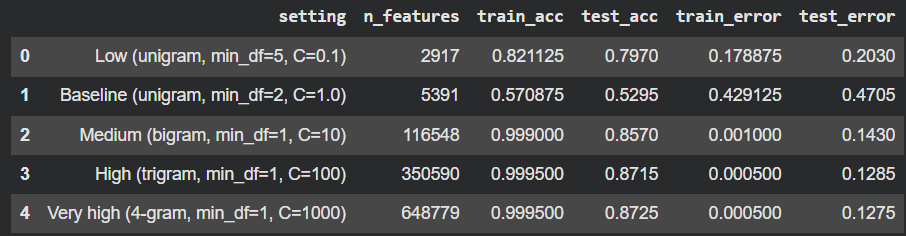 setting n_features train_acc test_acc train_error test_error
0 Low (unigram, min_df=5, C=0.1) 2917 0.821125 0.7970 0.178875 0.2030
1 Baseline (unigram, min_df=2, C=1.0) 5391 0.570875 0.5295 0.429125 0.4705
2 Medium (bigram, min_df=1, C=10) 116548 0.999000 0.8570 0.001000 0.1430
3 High (trigram, min_df=1, C=100) 350590 0.999500 0.8715 0.000500 0.1285
4 Very high (4-gram, min_df=1, C=1000) 648779 0.999500 0.8725 0.000500 0.1275